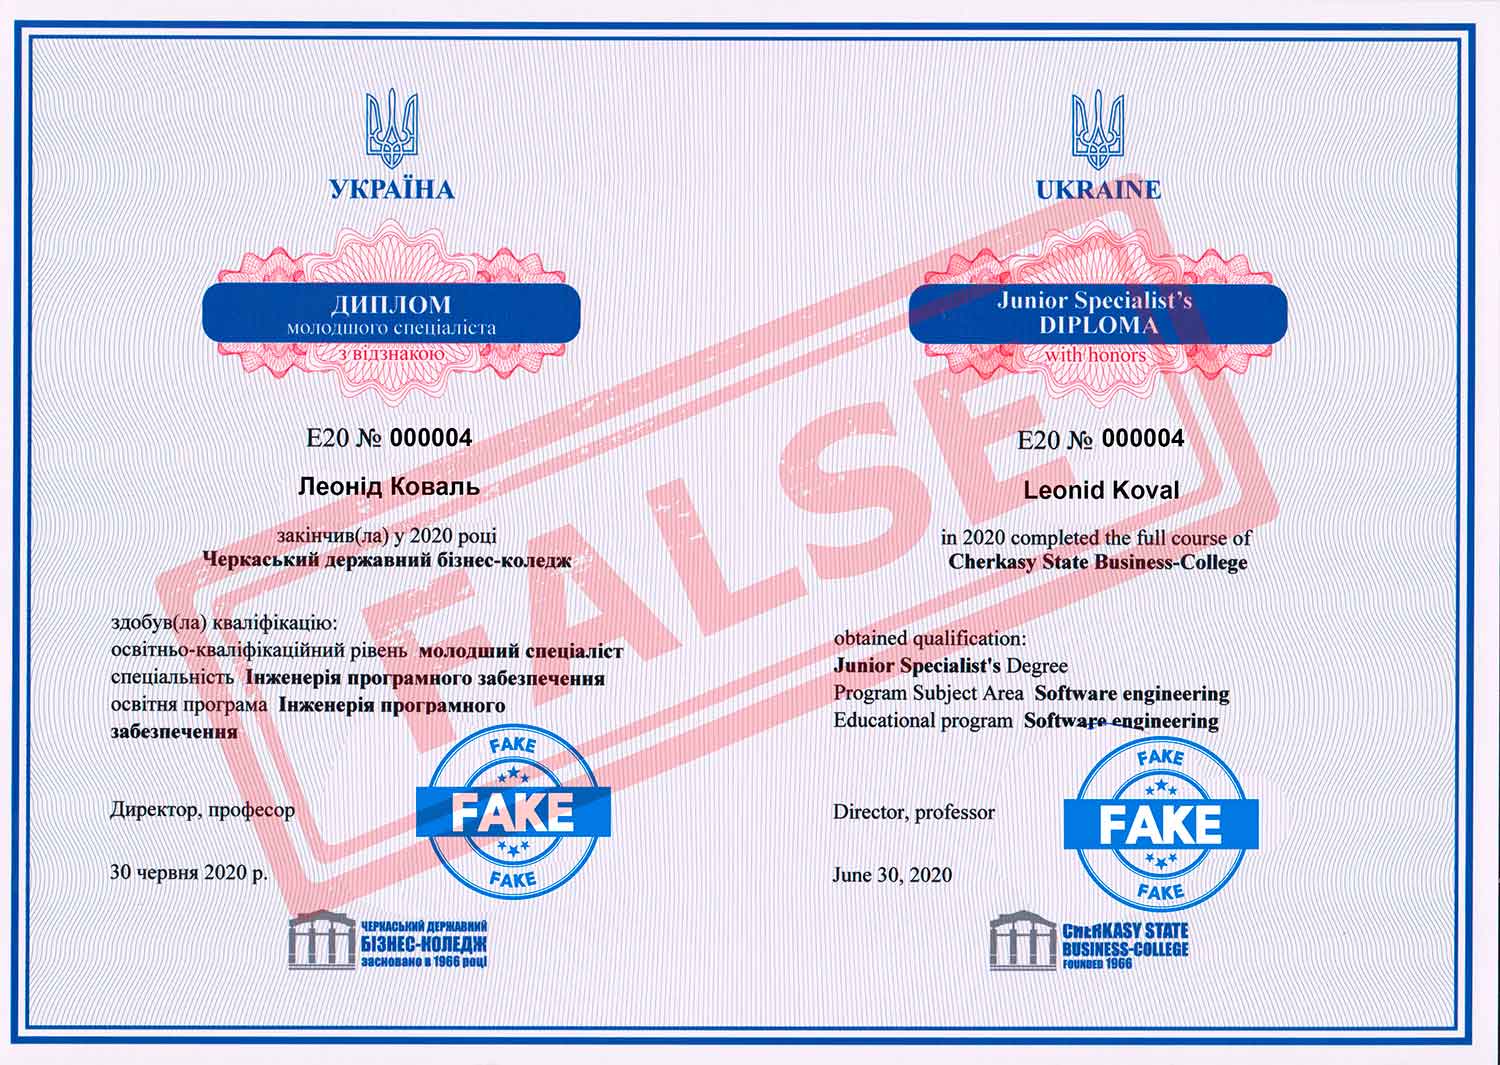 УКРАЇНА
ДИПЛОМ
молодшого спеціаліста
з відзнакою
Е20 № 000004
Леонід Коваль
закінчив(ла) у 2020 році
Черкаський державний бізнес-коледж
здобув(ла) кваліфікацію:
освітньо-кваліфікаційний рівень молодший спеціаліст
спеціальність Інженерія програмного забезпечення
освітня програма Інженерія програмного
забезпечення
Директор, професор
30 червня 2020 р.
FAKE
FAKE
FAKE
ЧЕРКАСЬКИЙ ДЕРЖАВНИЙ
БІЗНЕС-КОЛЕДЖ
засновано в 1966 році
UKRAINE
Junior Specialist's
DIPLOMA
with honors
E20 № 000004
Leonid Koval
in 2020 completed the full course of
Cherkasy State Business-College
obtained qualification:
Junior Specialist's Degree
Program Subject Area Software engineering
Educational program Software engineering
Director, professor
June 30, 2020
FAKE
FAKE
FAKE
CHERKASY STATE
BUSINESS-COLLEGE
FOUNDED 1966
FALSE